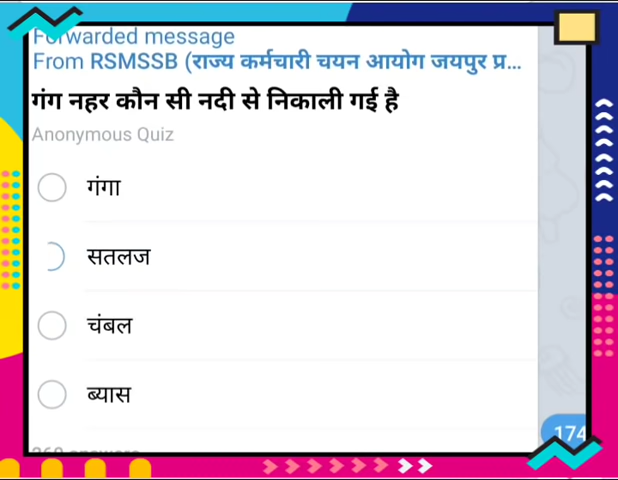 Forwarded message
From RSMSSB (राज्य कर्मचारी चयन आयोग जयपुर प्र...
गंग नहर कौन सी नदी से निकाली गई है
Anonymous Quiz
गंगा
सतलज
चंबल
ब्यास
174